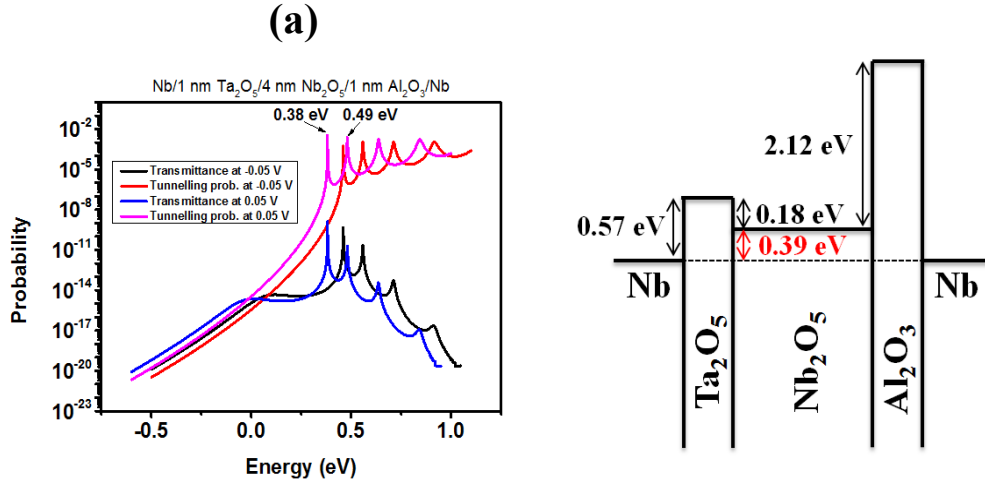 (a)
Nb/1 nm Ta2O5/4 nm Nb2O5/1 nm Al2O3/Nb
0.38 eV
0.49 eV
Transmittance at -0.05 V
Tunnelling prob. at -0.05 V
Transmittance at 0.05 V
Tunnelling prob. at 0.05 V
Probability
10-2
10-5
10-8
10-11
10-14
10-17
10-20
10-23
-0.5
0.0
0.5
1.0
Energy (eV)
2.12 eV
0.57 eV
0.18 eV
0.39 eV
Nb
Ta2O5
Nb2O5
Al2O3
Nb